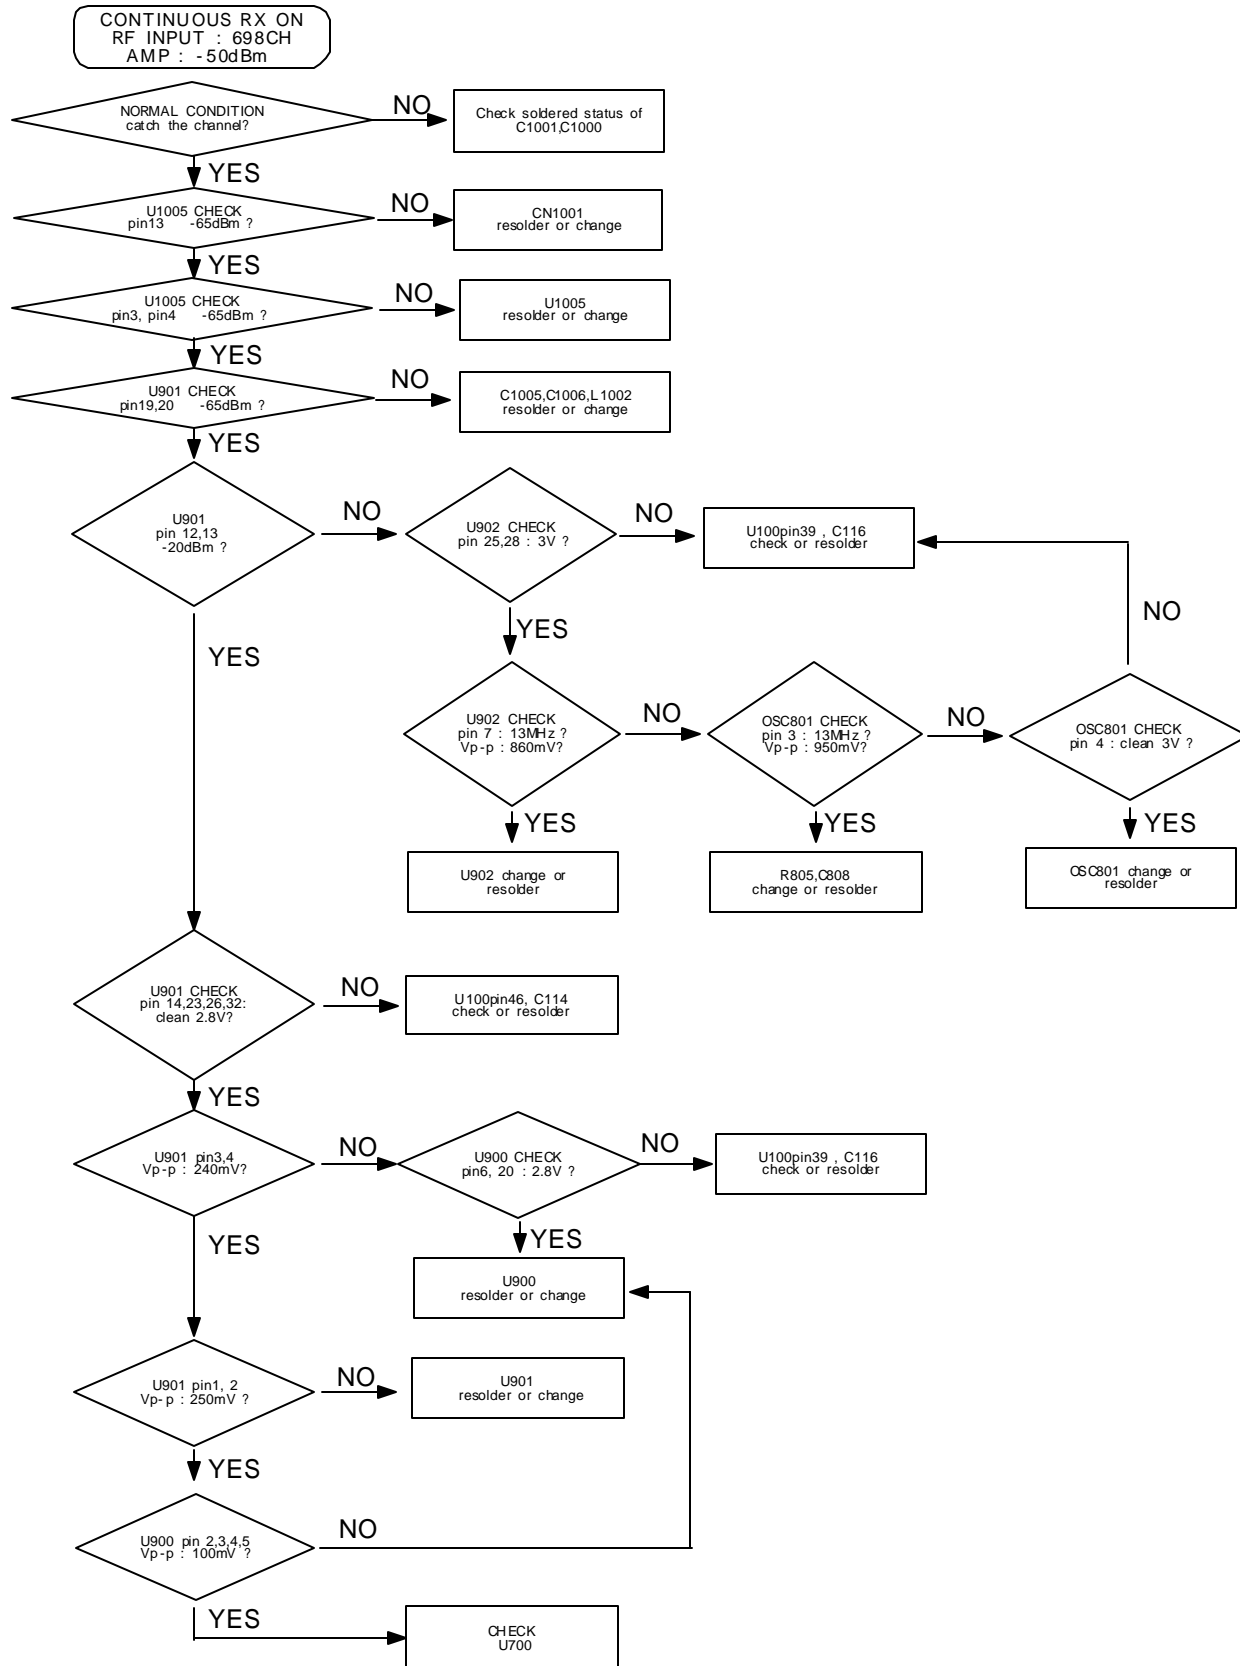 CONTINUOUS RX ON
RF INPUT : 698CH
AMP : -50dBm
NORMAL CONDITION
catch the channel?
NO
Check soldered status of
C1001,C1000
YES
U1005 CHECK
pin13 -65dBm ?
NO
CN1001
resolder or change
YES
U1005 CHECK
pin3, pin4 -65dBm ?
NO
U1005
resolder or change
YES
U901 CHECK
pin19,20 -65dBm ?
NO
C1005,C1006,L1002
resolder or change
YES
U901
pin 12,13
-20dBm ?
NO
U902 CHECK
pin 25,28 : 3V ?
NO
U100pin39 , C116
check or resolder
YES
YES
NO
U902 CHECK
pin 7 : 13MHz ?
Vp-p : 860mV?
NO
OSC801 CHECK
pin 3 : 13MHz ?
Vp-p : 950mV?
NO
OSC801 CHECK
pin 4 : clean 3V ?
YES
YES
YES
U902 change or
resolder
R805,C808
change or resolder
OSC801 change or
resolder
U901 CHECK
pin 14,23,26,32:
clean 2.8V?
NO
U100pin46, C114
check or resolder
YES
U901 pin3,4
Vp-p : 240mV?
NO
U900 CHECK
pin6, 20 : 2.8V ?
NO
U100pin39 , C116
check or resolder
YES
YES
U900
resolder or change
U901 pin1, 2
Vp-p : 250mV ?
NO
U901
resolder or change
YES
U900 pin 2,3,4,5
Vp-p : 100mV ?
NO
YES
CHECK
U700